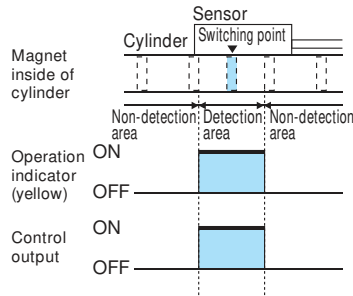 Sensor
Cylinder
Switching point
Magnet
inside of
cylinder
Non-detection
area
Detection
area
Non-detection
area
Operation
indicator
(yellow)
ON
OFF
Control
output
ON
OFF